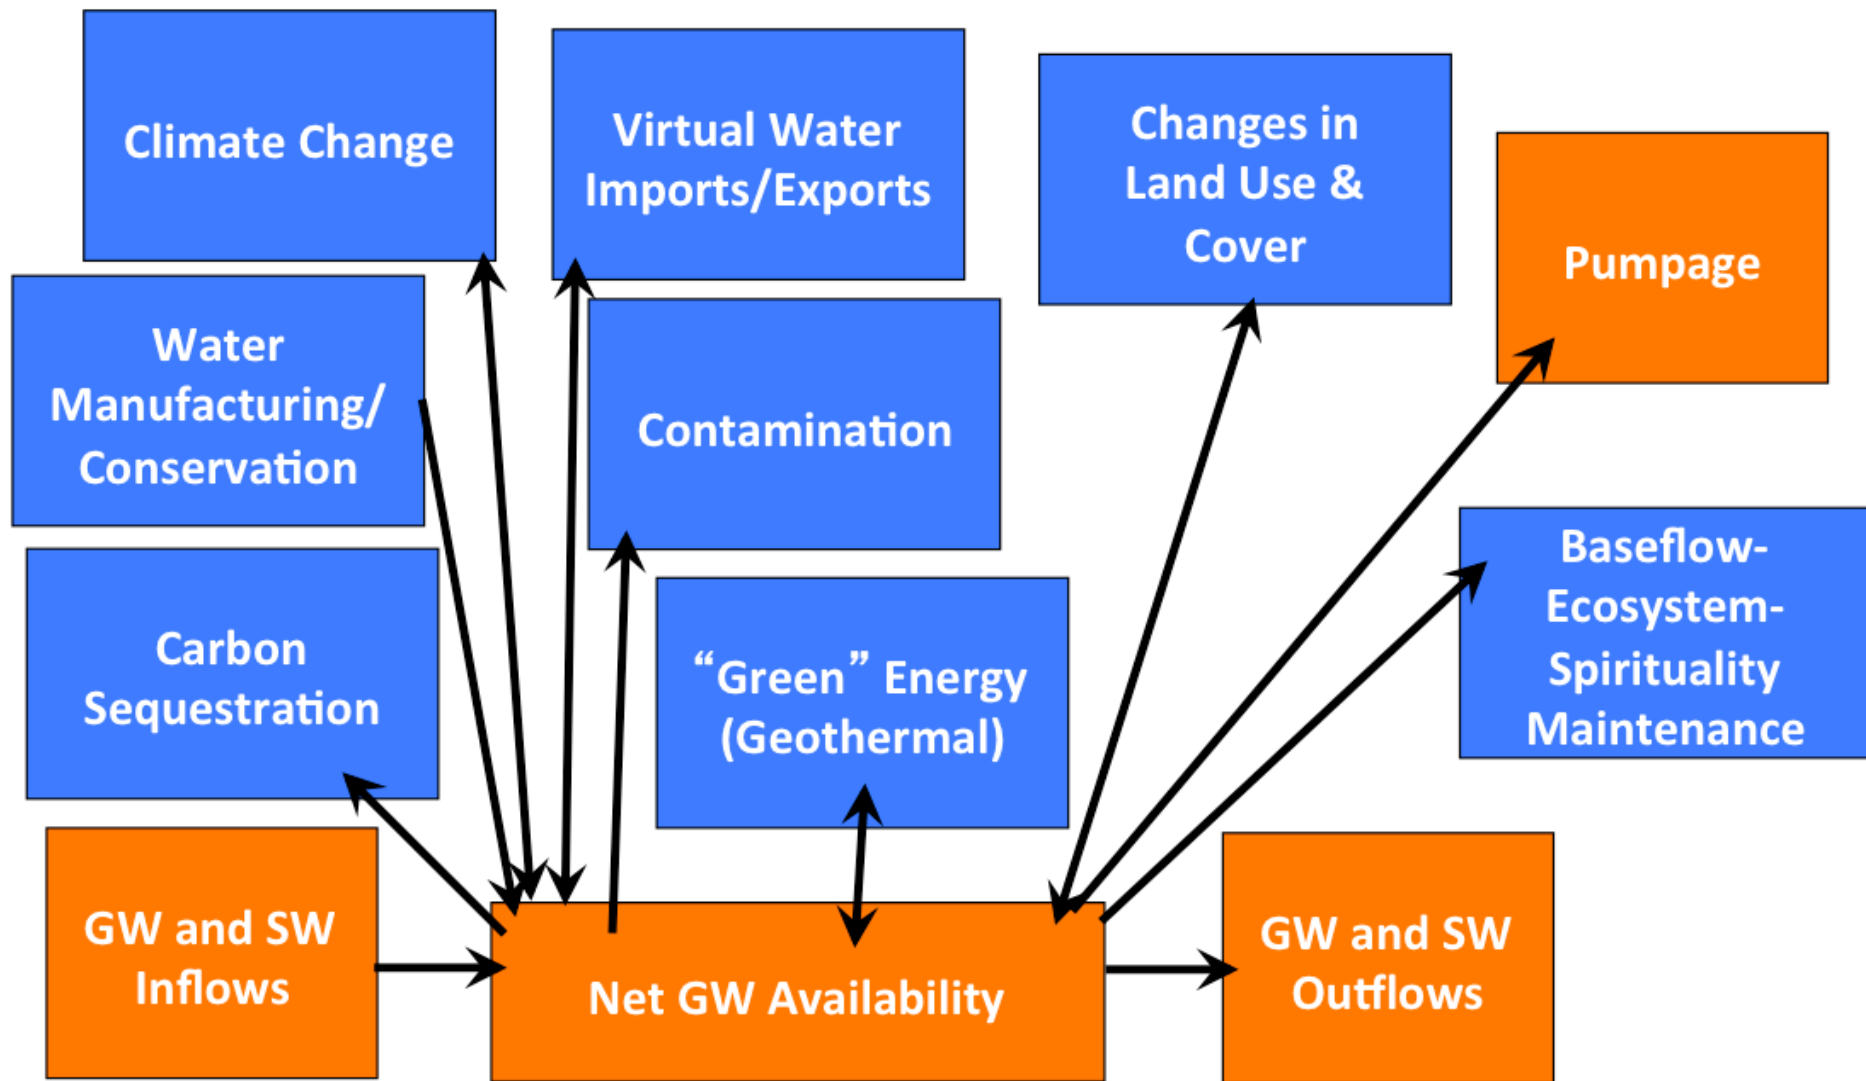 Climate Change
Virtual Water
Imports/Exports
Changes in
Land Use &
Cover
Pumpage
Water
Manufacturing/
Conservation
Contamination
Baseflow-
Ecosystem-
Spirituality
Maintenance
Carbon
Sequestration
“Green” Energy
(Geothermal)
GW and SW
Inflows
Net GW Availability
GW and SW
Outflows